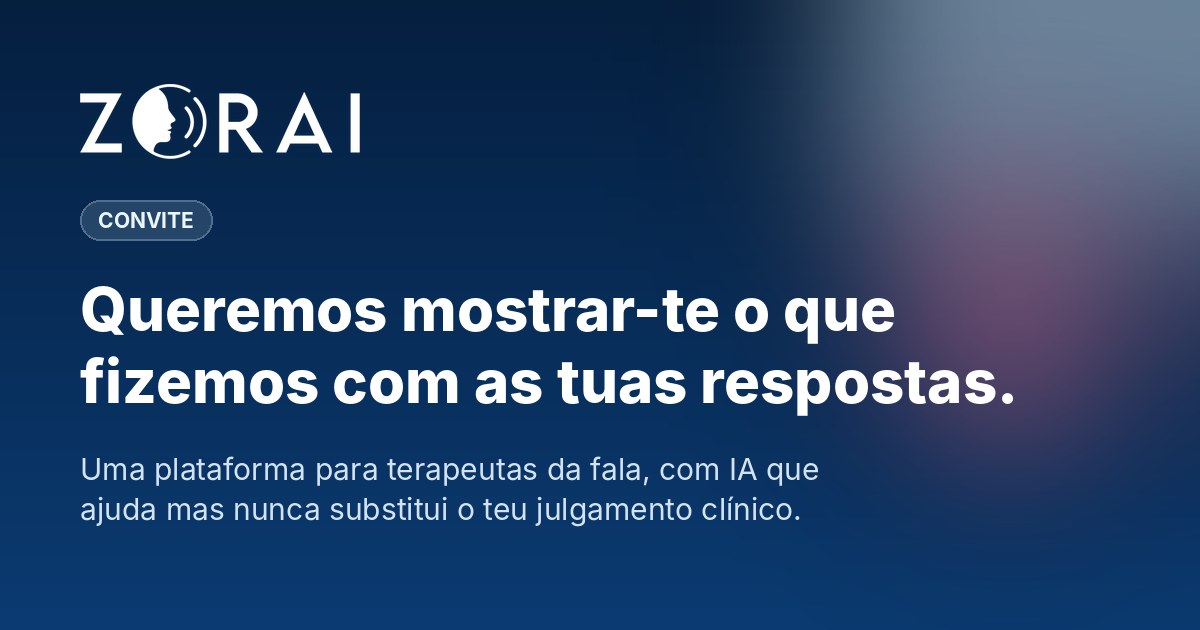 ZORAI
CONVITE
Queremos mostrar-te o que
fizemos com as tuas respostas.
Uma plataforma para terapeutas da fala, com IA que
ajuda mas nunca substitui o teu julgamento clínico.